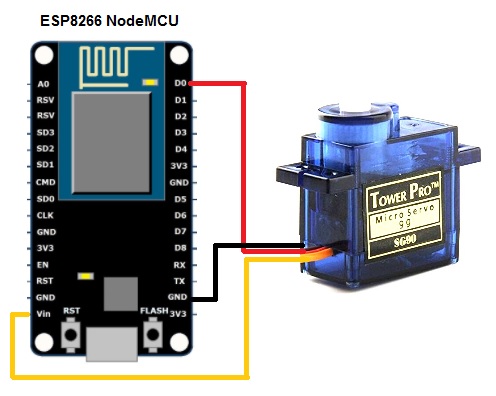 ESP8266 NodeMCU
A0
RSV
RSV
SD3
SD2
SD1
CMD
SD0
CLK
GND
3V3
EN
RST
GND
Vin
D0
D1
D2
D3
D4
3V3
GND
D5
D6
D7
D8
RX
TX
GND
3V3
RST
FLASH
TOWER PRO™
Micro Servo
9g
SG90